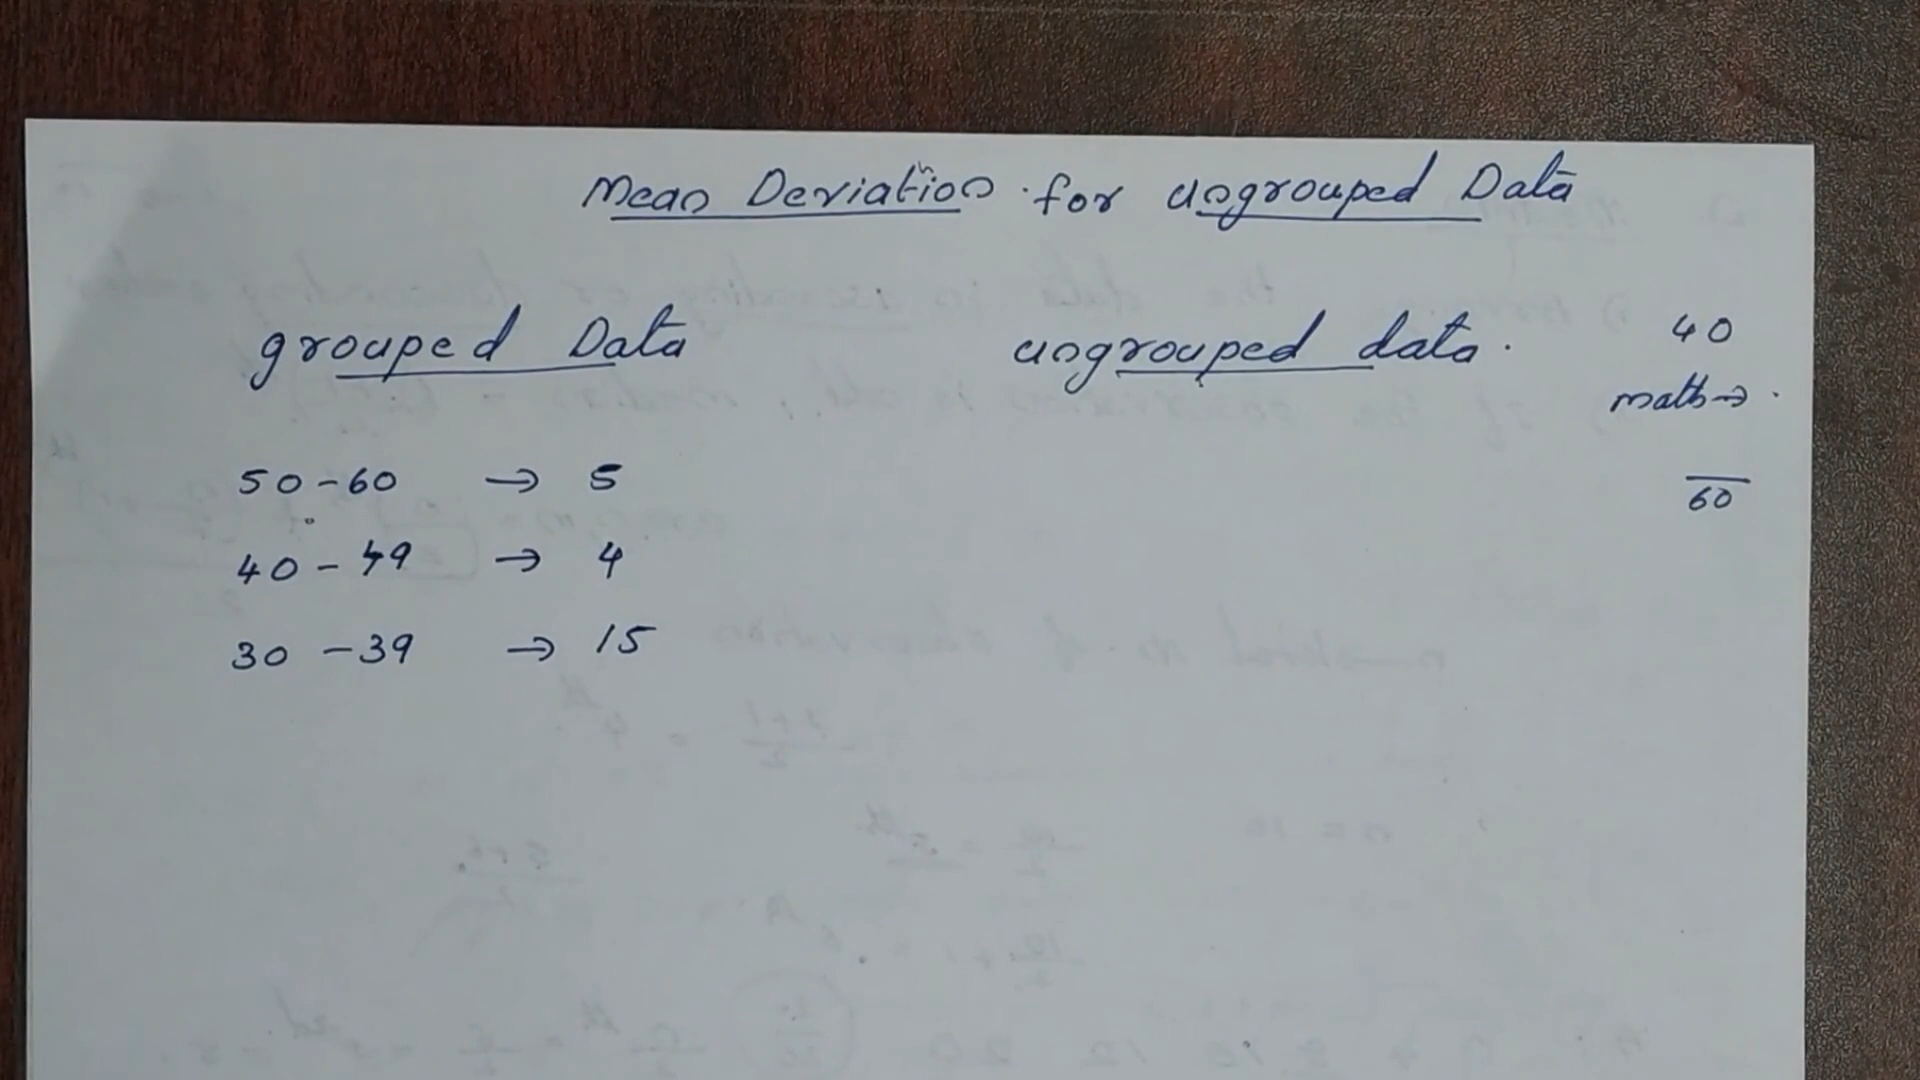 Mean Deviation for ungrouped Data
grouped Data
ungrouped data.
40
math →
60
50 - 60 → 5
40 - 49 → 4
30 - 39 → 15